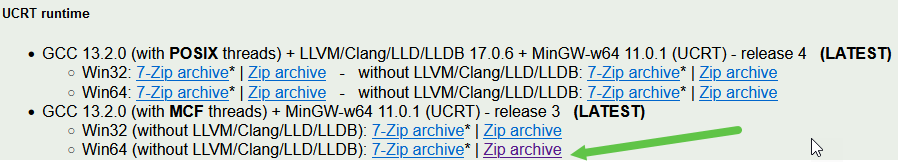 UCRT runtime
• GCC 13.2.0 (with POSIX threads) + LLVM/Clang/LLD/LLDB 17.0.6 + MinGW-w64 11.0.1 (UCRT) - release 4 (LATEST)
○ Win32: 7-Zip archive* | Zip archive - without LLVM/Clang/LLD/LLDB: 7-Zip archive* | Zip archive
○ Win64: 7-Zip archive* | Zip archive - without LLVM/Clang/LLD/LLDB: 7-Zip archive* | Zip archive
• GCC 13.2.0 (with MCF threads) + MinGW-w64 11.0.1 (UCRT) - release 3 (LATEST)
○ Win32 (without LLVM/Clang/LLD/LLDB): 7-Zip archive* | Zip archive
○ Win64 (without LLVM/Clang/LLD/LLDB): 7-Zip archive* | Zip archive